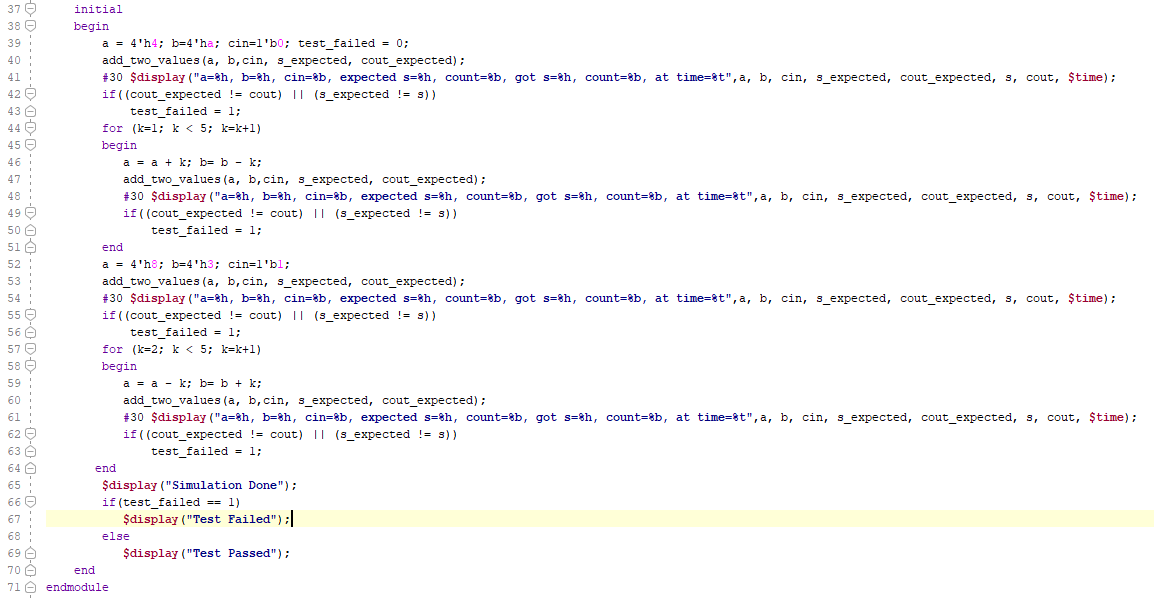 37 initial
38 begin
39 a = 4'h4; b=4'ha; cin=1'b0; test_failed = 0;
40 add_two_values(a, b,cin, s_expected, cout_expected);
41 #30 $display("a=%h, b=%h, cin=%b, expected s=%h, count=%b, got s=%h, count=%b, at time=%t",a, b, cin, s_expected, cout_expected, s, cout, $time);
42 if((cout_expected != cout) || (s_expected != s))
43 test_failed = 1;
44 for (k=1; k < 5; k=k+1)
45 begin
46 a = a + k; b= b - k;
47 add_two_values(a, b,cin, s_expected, cout_expected);
48 #30 $display("a=%h, b=%h, cin=%b, expected s=%h, count=%b, got s=%h, count=%b, at time=%t",a, b, cin, s_expected, cout_expected, s, cout, $time);
49 if((cout_expected != cout) || (s_expected != s))
50 test_failed = 1;
51 end
52 a = 4'h8; b=4'h3; cin=1'b1;
53 add_two_values(a, b,cin, s_expected, cout_expected);
54 #30 $display("a=%h, b=%h, cin=%b, expected s=%h, count=%b, got s=%h, count=%b, at time=%t",a, b, cin, s_expected, cout_expected, s, cout, $time);
55 if((cout_expected != cout) || (s_expected != s))
56 test_failed = 1;
57 for (k=2; k < 5; k=k+1)
58 begin
59 a = a - k; b= b + k;
60 add_two_values(a, b,cin, s_expected, cout_expected);
61 #30 $display("a=%h, b=%h, cin=%b, expected s=%h, count=%b, got s=%h, count=%b, at time=%t",a, b, cin, s_expected, cout_expected, s, cout, $time);
62 if((cout_expected != cout) || (s_expected != s))
63 test_failed = 1;
64 end
65 $display("Simulation Done");
66 if(test_failed == 1)
67 $display("Test Failed");
68 else
69 $display("Test Passed");
70 end
71 endmodule